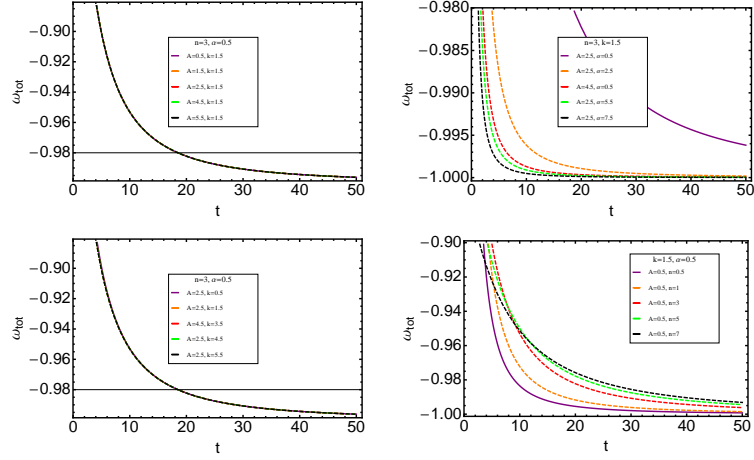 n=3, α=0.5
A=0.5, k=1.5
A=1.5, k=1.5
A=2.5, k=1.5
A=4.5, k=1.5
A=5.5, k=1.5
−0.90
−0.92
−0.94
−0.96
−0.98
ωtot
0 10 20 30 40 50
t
n=3, k=1.5
A=2.5, α=0.5
A=2.5, α=2.5
A=4.5, α=0.5
A=2.5, α=5.5
A=2.5, α=7.5
−0.980
−0.985
−0.990
−0.995
−1.000
ωtot
0 10 20 30 40 50
t
n=3, α=0.5
A=2.5, k=0.5
A=2.5, k=1.5
A=4.5, k=3.5
A=2.5, k=4.5
A=2.5, k=5.5
−0.90
−0.92
−0.94
−0.96
−0.98
ωtot
0 10 20 30 40 50
t
k=1.5, α=0.5
A=0.5, n=0.5
A=0.5, n=1
A=0.5, n=3
A=0.5, n=5
A=0.5, n=7
−0.90
−0.92
−0.94
−0.96
−0.98
−1.00
ωtot
0 10 20 30 40 50
t